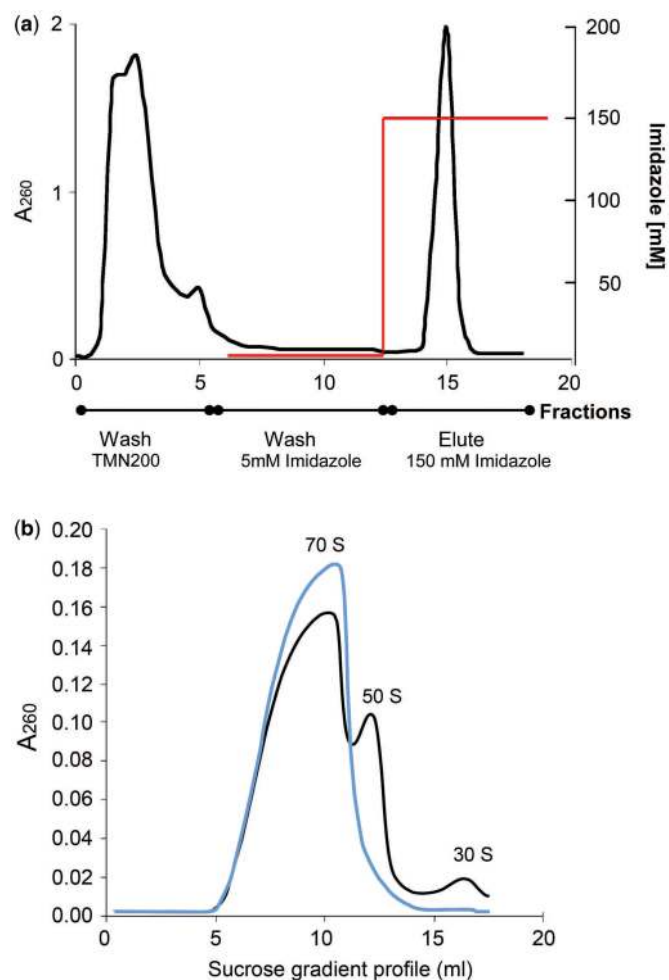 (a)
2
200
150
1
100
50
0
A260
Imidazole [mM]
0 5 10 15 20
Fractions
Wash Wash Elute
TMN200 5mM Imidazole 150 mM Imidazole
(b)
0.20
70 S
0.18
0.16
0.14
0.12
50 S
0.10
0.08
0.06
0.04
30 S
0.02
0.00
A260
0 5 10 15 20
Sucrose gradient profile (ml)